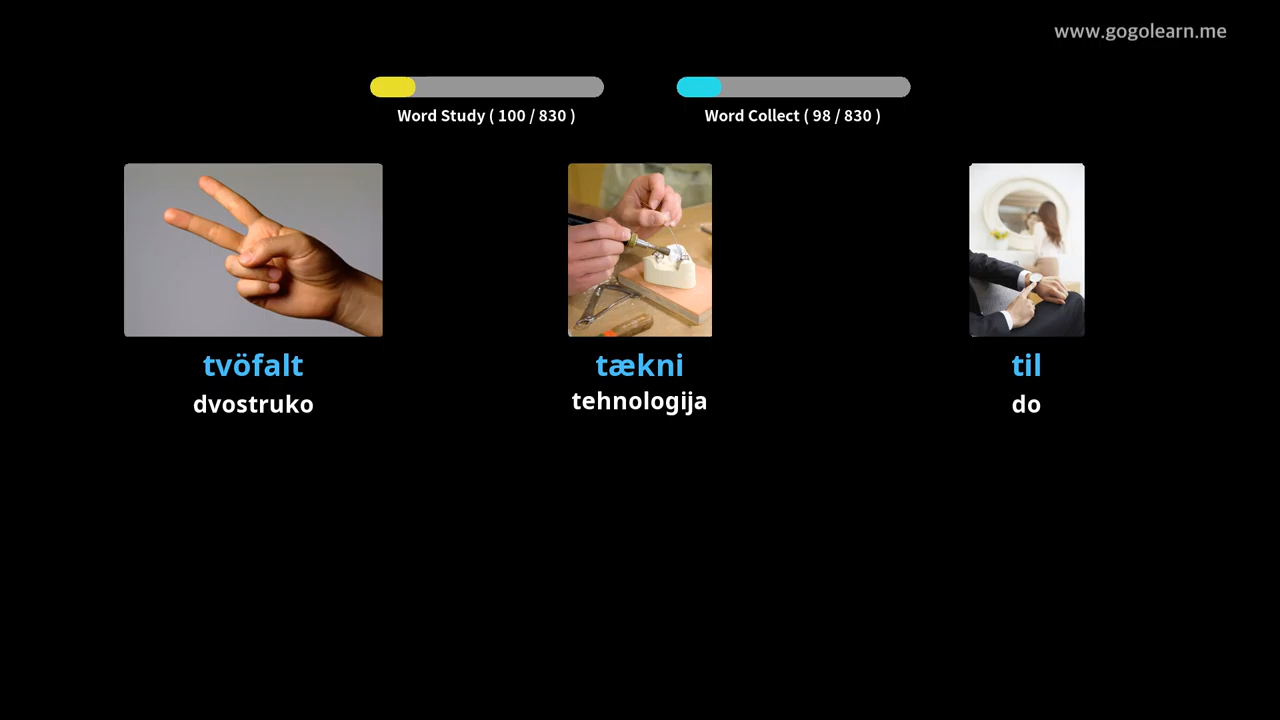 www.gogolearn.me
Word Study ( 100 / 830 )
Word Collect ( 98 / 830 )
tvöfalt
dvostruko
tækni
tehnologija
til
do